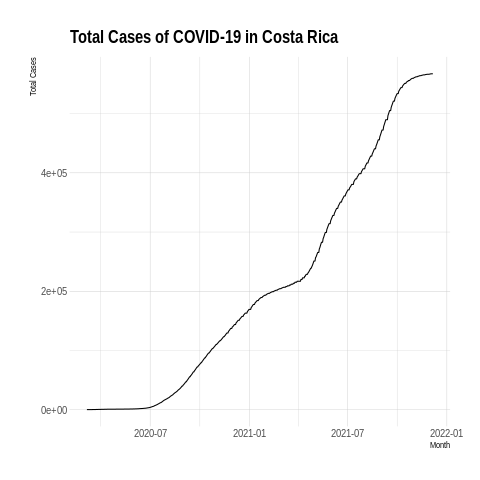 Total Cases of COVID-19 in Costa Rica
Total Cases
4e+05
2e+05
0e+00
2020-07 2021-01 2021-07 2022-01
Month